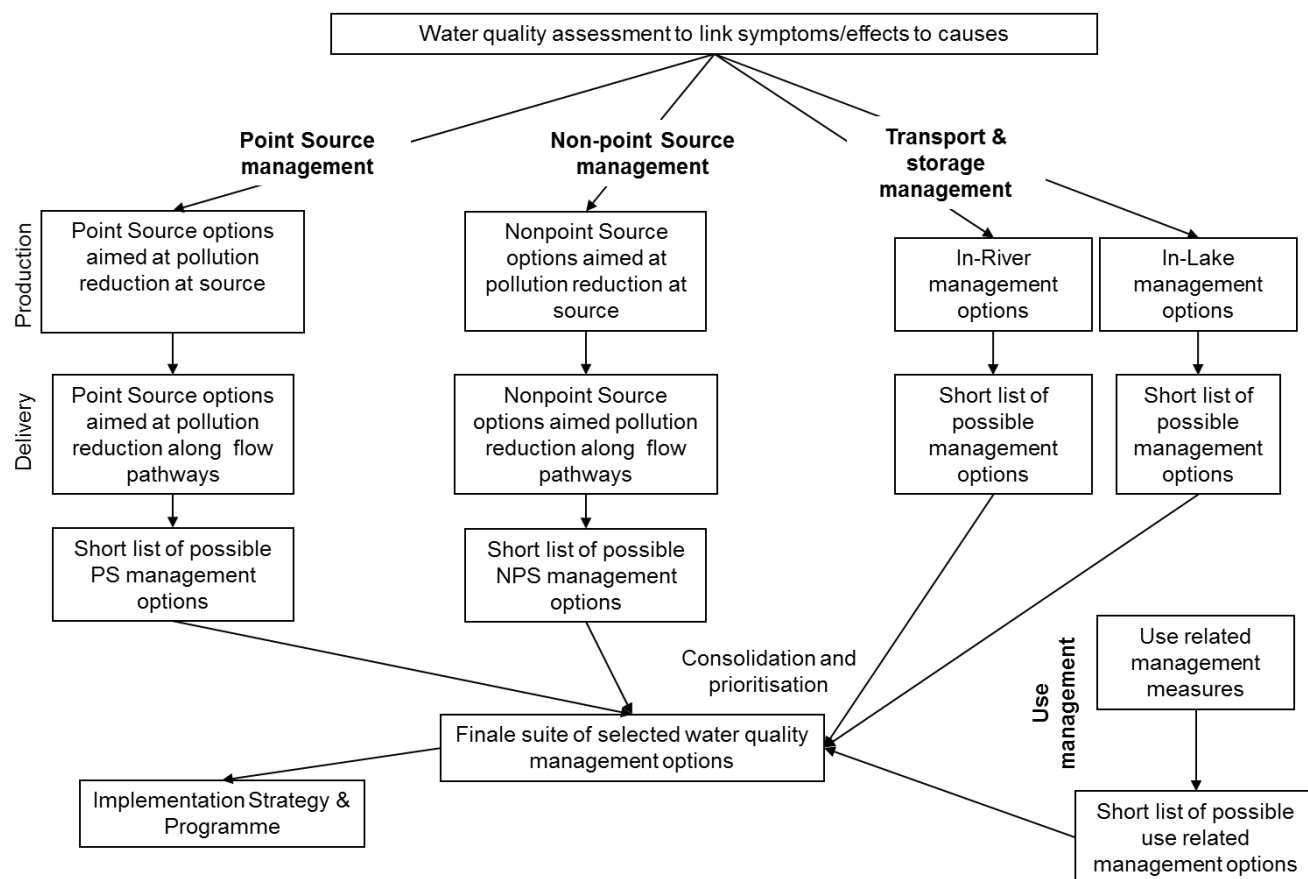 Water quality assessment to link symptoms/effects to causes
Point Source
management
Non-point Source
management
Transport &
storage
management
Production
Point Source options
aimed at pollution
reduction at source
Nonpoint Source
options aimed at
pollution reduction at
source
In-River
management
options
In-Lake
management
options
Delivery
Point Source options
aimed at pollution
reduction along flow
pathways
Nonpoint Source
options aimed pollution
reduction along flow
pathways
Short list of
possible
management
options
Short list of
possible
management
options
Short list of possible
PS management
options
Short list of possible
NPS management
options
Consolidation and
prioritisation
Use
management
Use related
management
measures
Finale suite of selected water quality
management options
Implementation Strategy &
Programme
Short list of possible
use related
management options